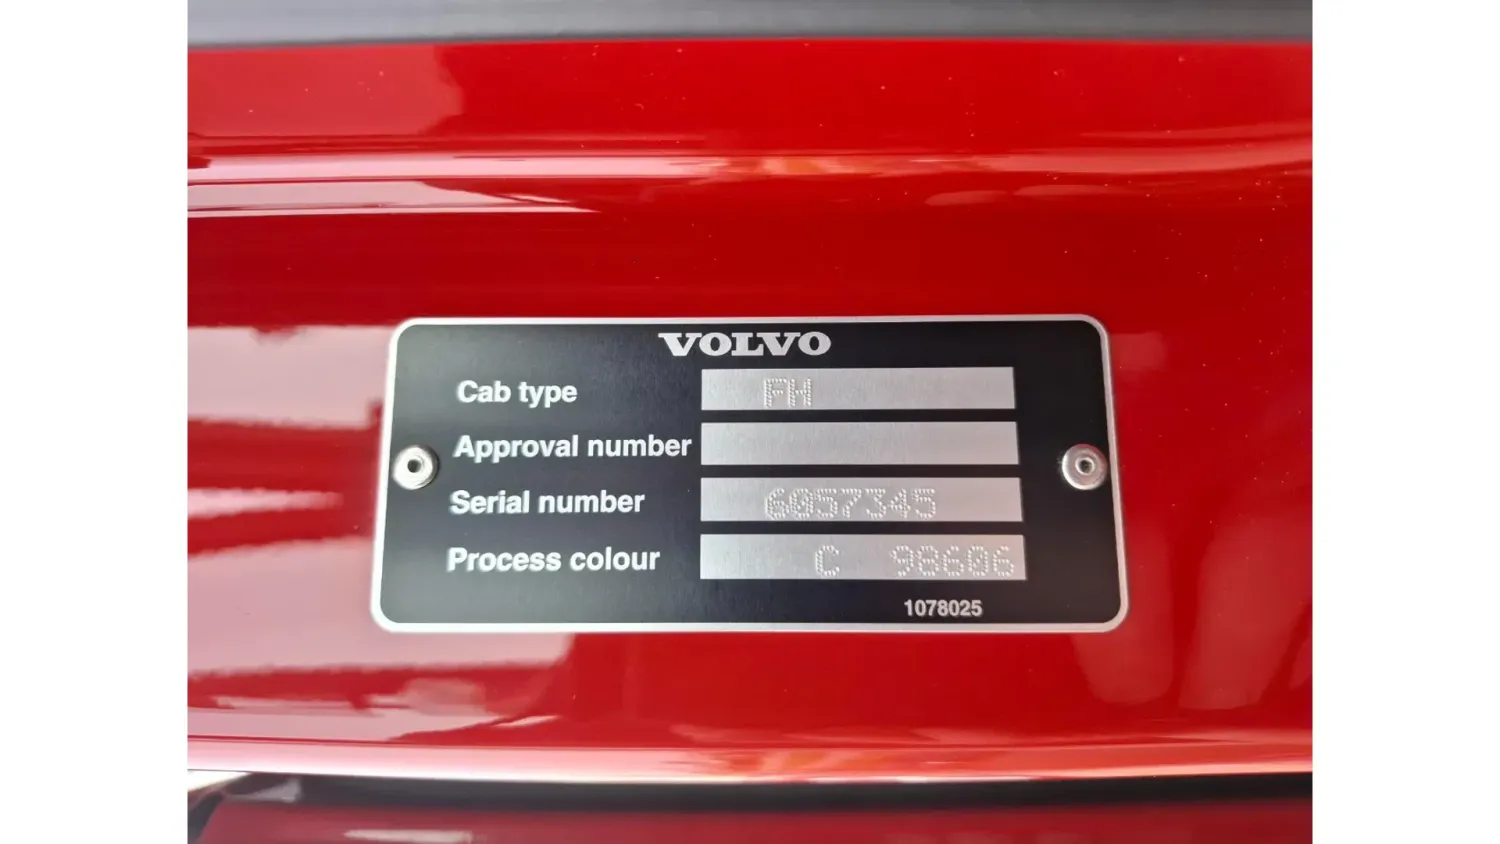 VOLVO
Cab type FH
Approval number
Serial number 6057345
Process colour C 98606
1078025